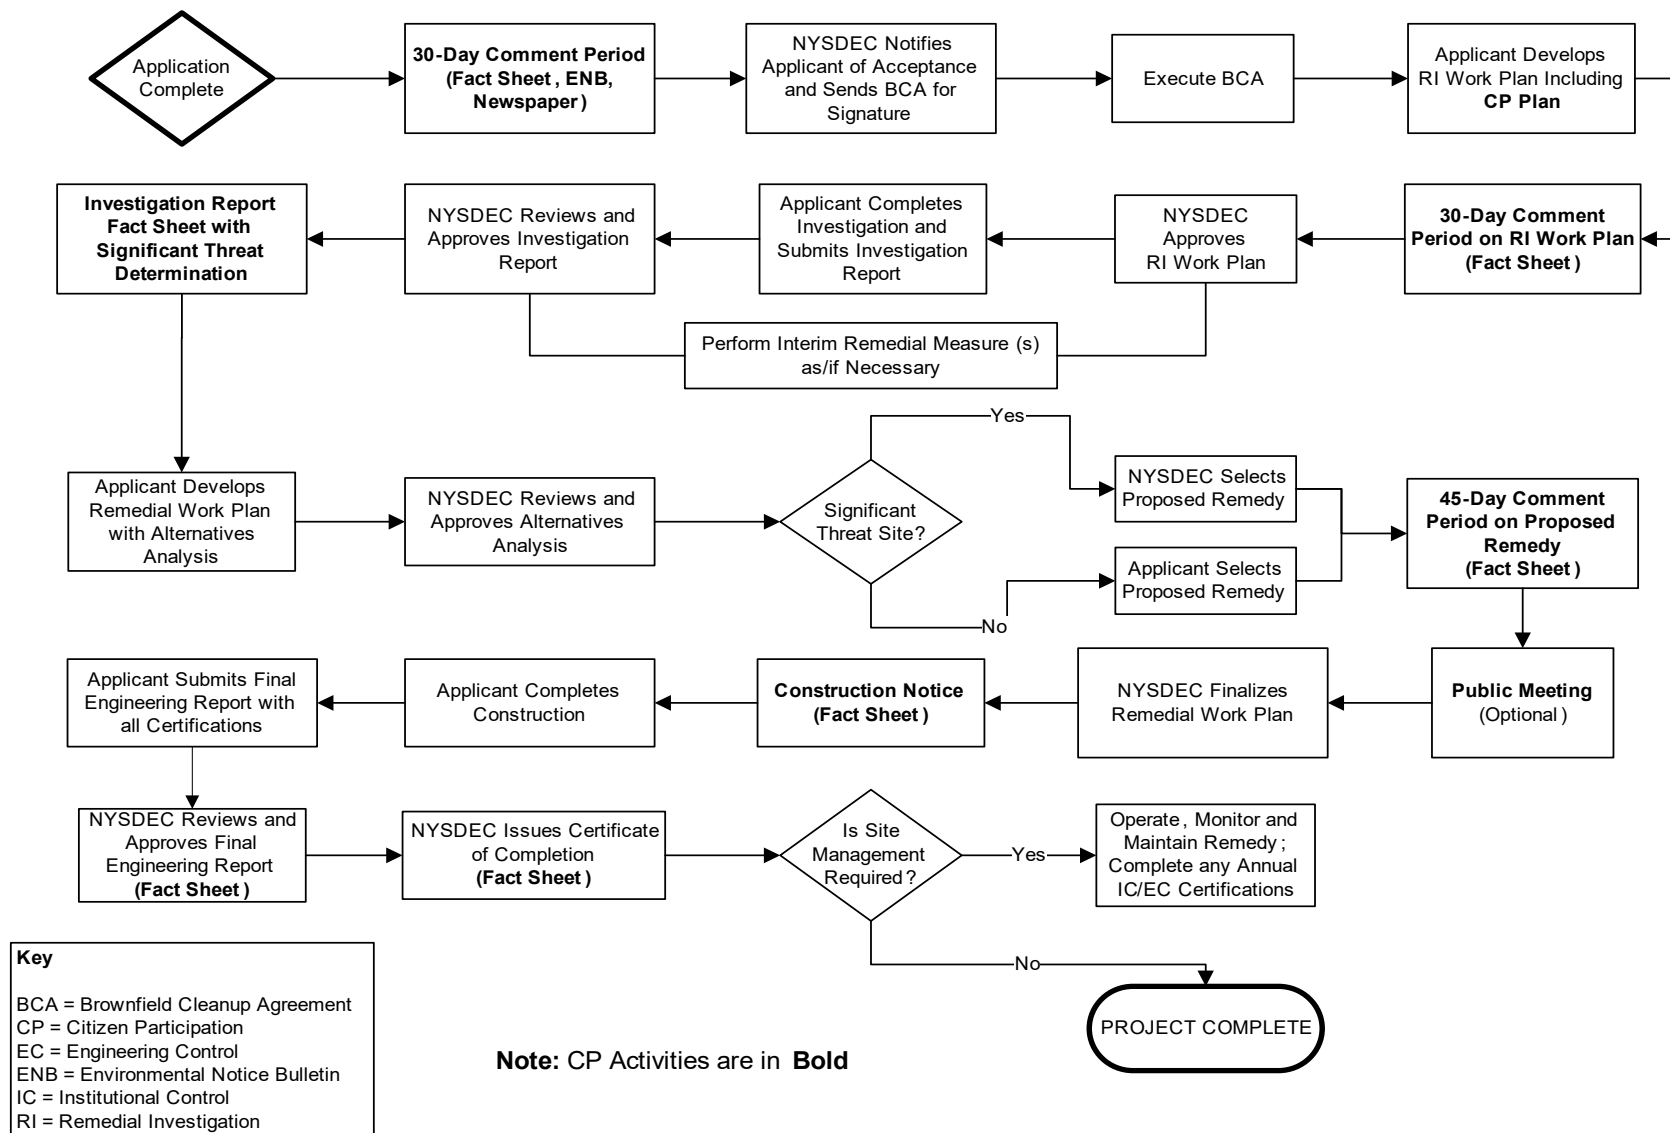 Application
Complete
30-Day Comment Period
(Fact Sheet, ENB,
Newspaper)
NYSDEC Notifies
Applicant of Acceptance
and Sends BCA for
Signature
Execute BCA
Applicant Develops
RI Work Plan Including
CP Plan
30-Day Comment
Period on RI Work Plan
(Fact Sheet)
NYSDEC
Approves
RI Work Plan
Applicant Completes
Investigation and
Submits Investigation
Report
NYSDEC Reviews and
Approves Investigation
Report
Investigation Report
Fact Sheet with
Significant Threat
Determination
Perform Interim Remedial Measure (s)
as/if Necessary
Applicant Develops
Remedial Work Plan
with Alternatives
Analysis
NYSDEC Reviews and
Approves Alternatives
Analysis
Significant
Threat Site?
Yes
NYSDEC Selects
Proposed Remedy
No
Applicant Selects
Proposed Remedy
45-Day Comment
Period on Proposed
Remedy
(Fact Sheet)
Public Meeting
(Optional)
NYSDEC Finalizes
Remedial Work Plan
Construction Notice
(Fact Sheet)
Applicant Completes
Construction
Applicant Submits Final
Engineering Report with
all Certifications
NYSDEC Reviews and
Approves Final
Engineering Report
(Fact Sheet)
NYSDEC Issues Certificate
of Completion
(Fact Sheet)
Is Site
Management
Required?
Yes
Operate, Monitor and
Maintain Remedy;
Complete any Annual
IC/EC Certifications
No
PROJECT COMPLETE
Key
BCA = Brownfield Cleanup Agreement
CP = Citizen Participation
EC = Engineering Control
ENB = Environmental Notice Bulletin
IC = Institutional Control
RI = Remedial Investigation
Note: CP Activities are in Bold